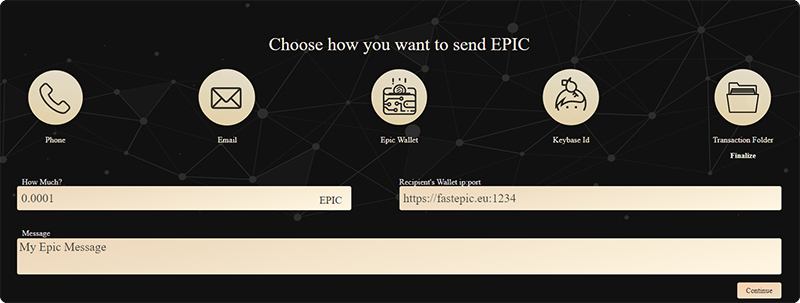 Choose how you want to send EPIC
Phone
Email
Epic Wallet
Keybase Id
Transaction Folder
Finalize
How Much?
0.0001 EPIC
Recipient's Wallet ip:port
https://fastepic.eu:1234
Message
My Epic Message
Continue